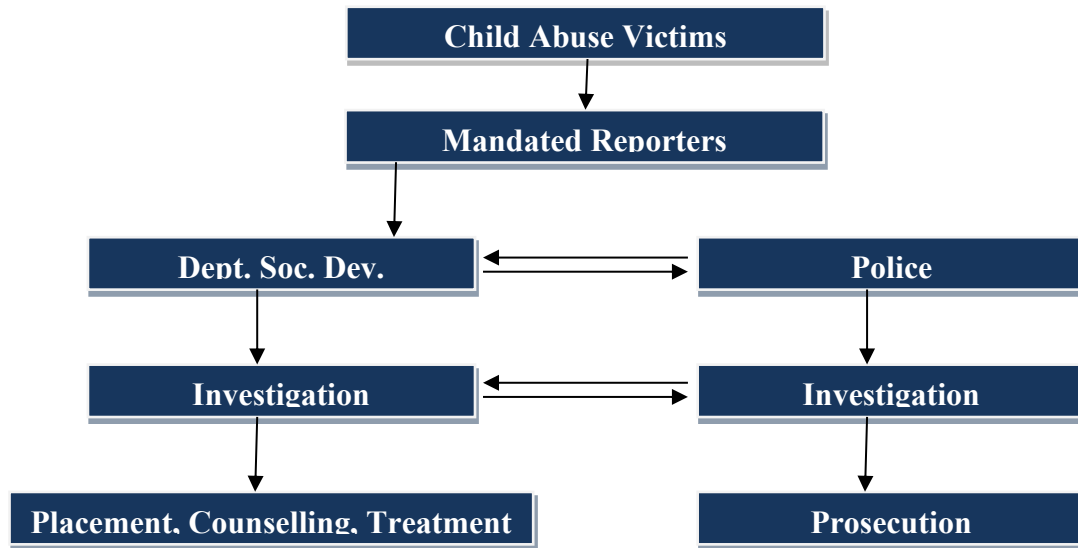 Child Abuse Victims
Mandated Reporters
Dept. Soc. Dev.
Police
Investigation
Investigation
Placement, Counselling, Treatment
Prosecution